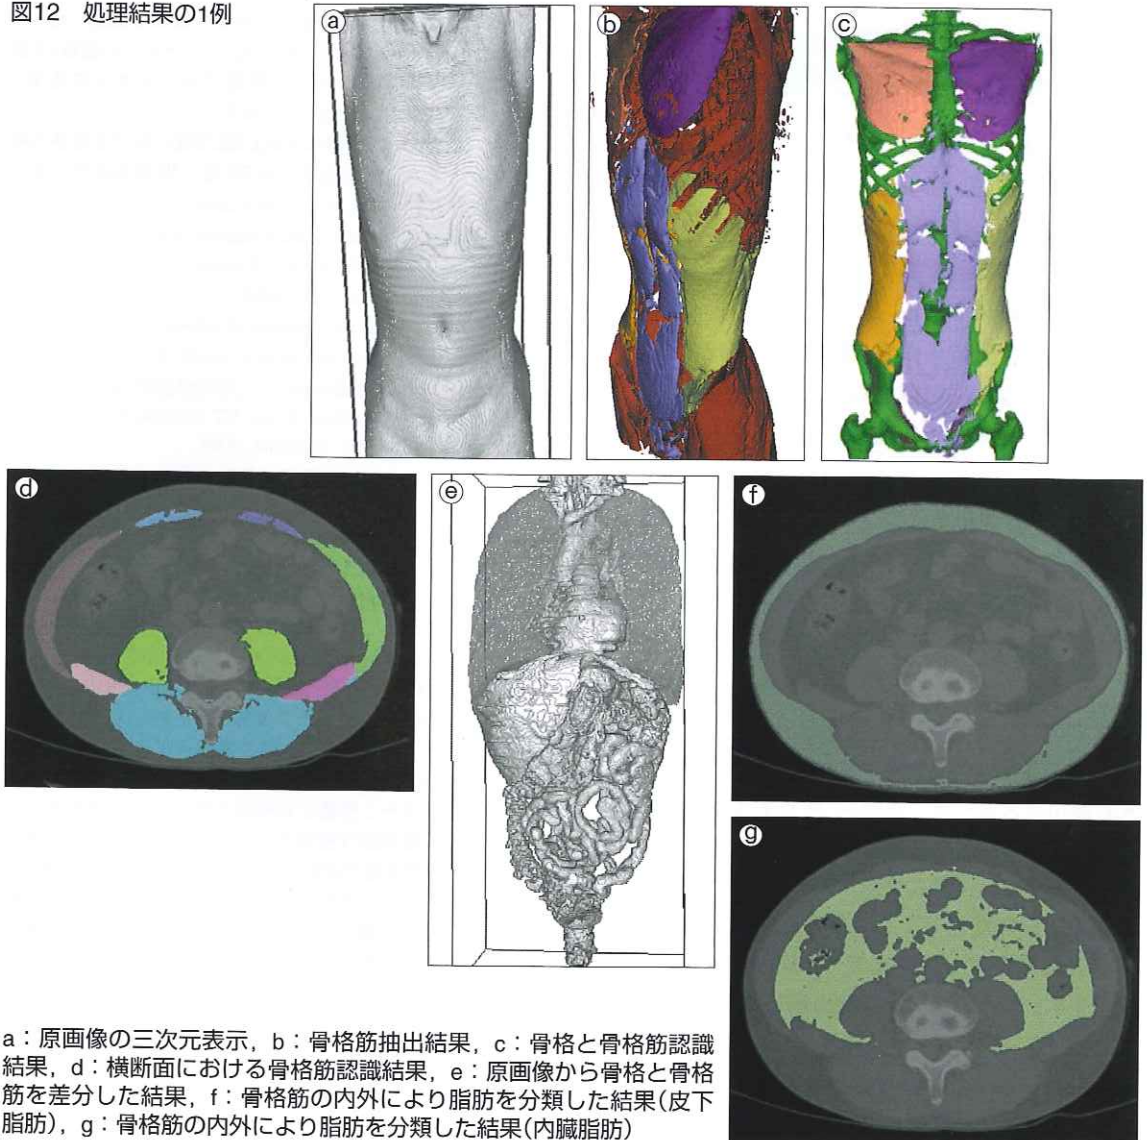 図12 処理結果の1例
ⓐ
ⓑ
ⓒ
ⓓ
ⓔ
ⓕ
ⓖ
a：原画像の三次元表示，b：骨格筋抽出結果，c：骨格と骨格筋認識
結果，d：横断面における骨格筋認識結果，e：原画像から骨格と骨格
筋を差分した結果，f：骨格筋の内外により脂肪を分類した結果(皮下
脂肪)，g：骨格筋の内外により脂肪を分類した結果(内臓脂肪)